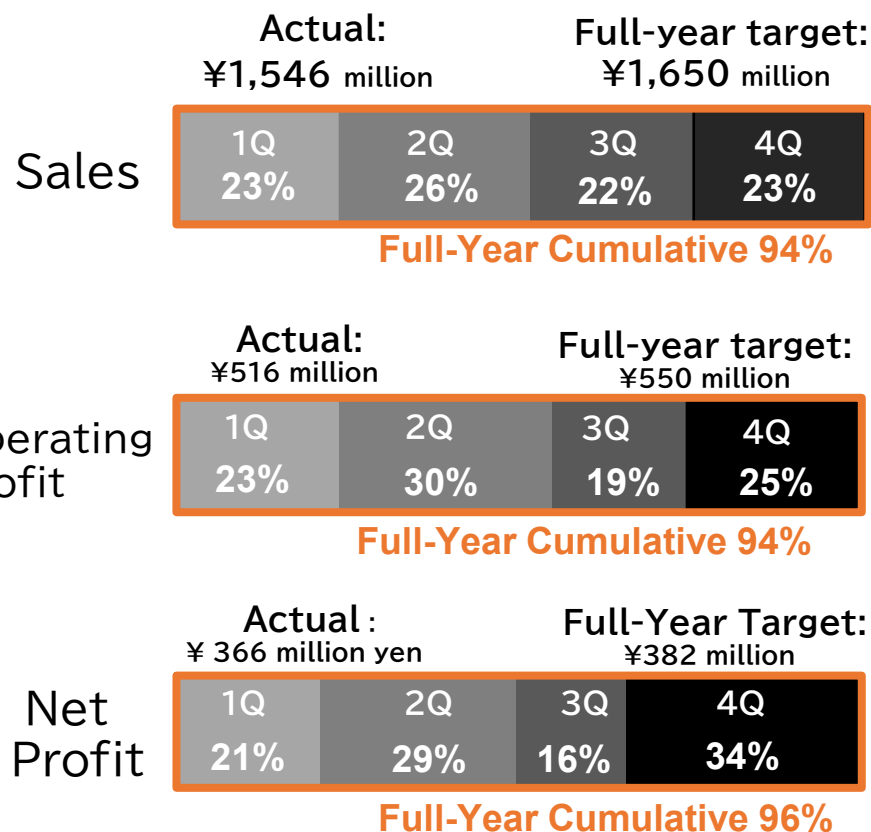 Actual:
¥1,546 million
Full-year target:
¥1,650 million
Sales
1Q
23%
2Q
26%
3Q
22%
4Q
23%
Full-Year Cumulative 94%
Actual:
¥516 million
Full-year target:
¥550 million
perating
ofit
1Q
23%
2Q
30%
3Q
19%
4Q
25%
Full-Year Cumulative 94%
Actual :
¥ 366 million yen
Full-Year Target:
¥382 million
Net
Profit
1Q
21%
2Q
29%
3Q
16%
4Q
34%
Full-Year Cumulative 96%